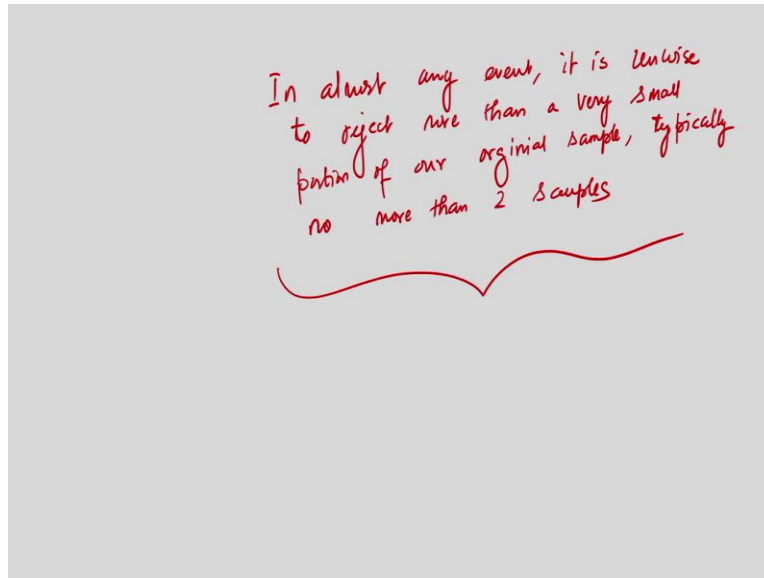 In almost any event, it is unwise
to reject more than a very small
portion of our orginial sample, typically
no more than 2 samples